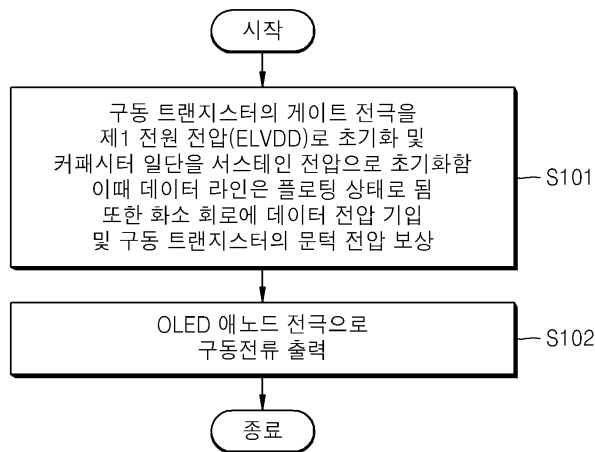 시작
구동 트랜지스터의 게이트 전극을
제1 전원 전압(ELVDD)로 초기화 및
커패시터 일단을 서스테인 전압으로 초기화함
이때 데이터 라인은 플로팅 상태로 됨
또한 화소 회로에 데이터 전압 기입
및 구동 트랜지스터의 문턱 전압 보상
S101
OLED 애노드 전극으로
구동전류 출력
S102
종료